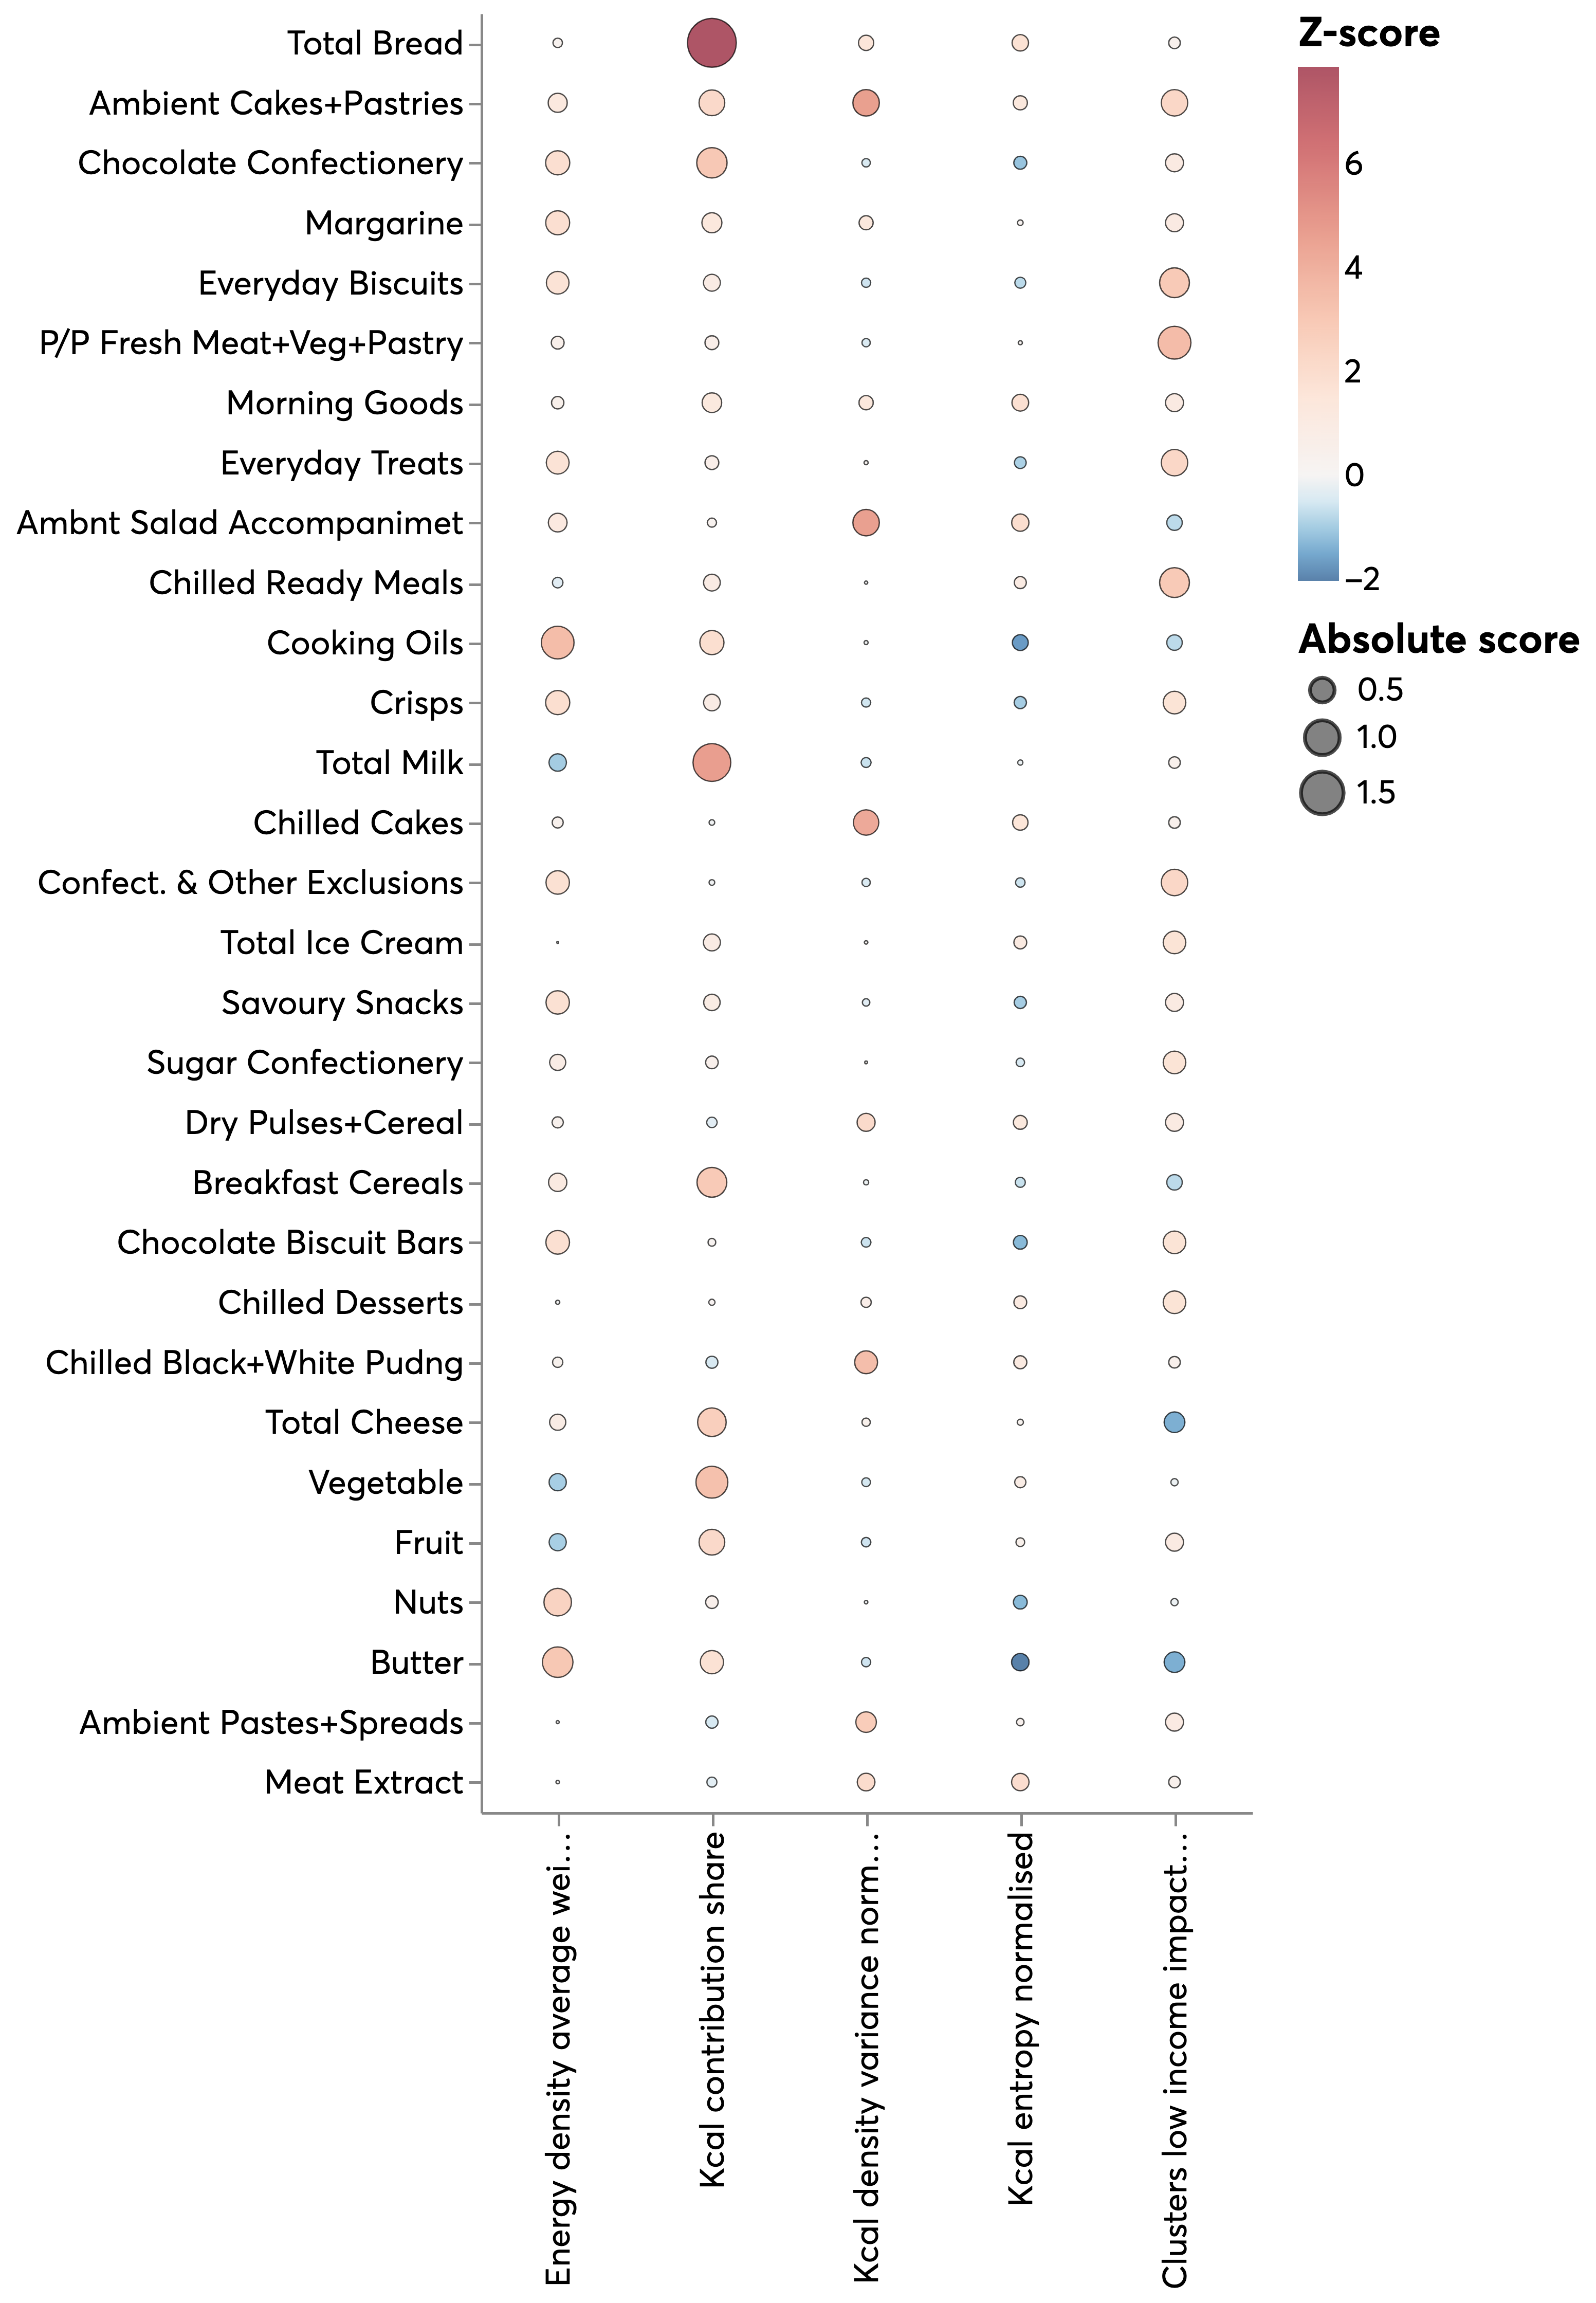 Total Bread
Ambient Cakes+Pastries
Chocolate Confectionery
Margarine
Everyday Biscuits
P/P Fresh Meat+Veg+Pastry
Morning Goods
Everyday Treats
Ambnt Salad Accompanimet
Chilled Ready Meals
Cooking Oils
Crisps
Total Milk
Chilled Cakes
Confect. & Other Exclusions
Total Ice Cream
Savoury Snacks
Sugar Confectionery
Dry Pulses+Cereal
Breakfast Cereals
Chocolate Biscuit Bars
Chilled Desserts
Chilled Black+White Pudng
Total Cheese
Vegetable
Fruit
Nuts
Butter
Ambient Pastes+Spreads
Meat Extract
Energy density average wei…
Kcal contribution share
Kcal density variance norm…
Kcal entropy normalised
Clusters low income impact…
Z-score
6
4
2
0
−2
Absolute score
0.5
1.0
1.5